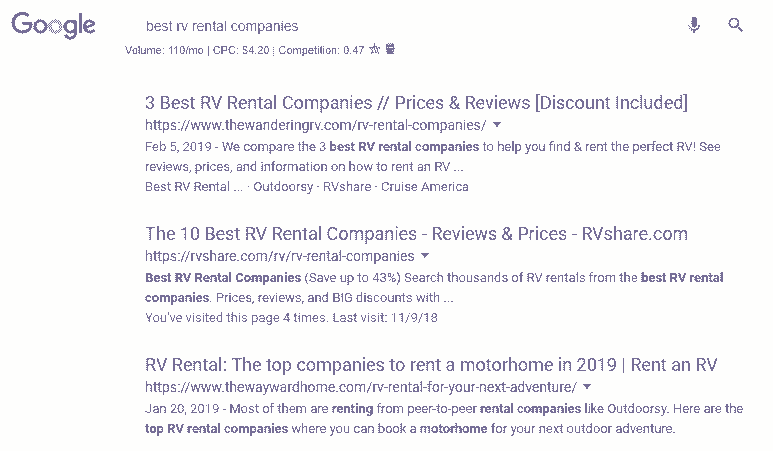 Google best rv rental companies
Volume: 110/mo | CPC: $4.20 | Competition: 0.47
3 Best RV Rental Companies // Prices & Reviews [Discount Included]
https://www.thewanderingrv.com/rv-rental-companies/
Feb 5, 2019 - We compare the 3 best RV rental companies to help you find & rent the perfect RV! See
reviews, prices, and information on how to rent an RV ...
Best RV Rental ... · Outdoorsy · RVshare · Cruise America
The 10 Best RV Rental Companies - Reviews & Prices - RVshare.com
https://rvshare.com/rv/rv-rental-companies
Best RV Rental Companies (Save up to 43%) Search thousands of RV rentals from the best RV rental
companies. Prices, reviews, and BIG discounts with ...
You've visited this page 4 times. Last visit: 11/9/18
RV Rental: The top companies to rent a motorhome in 2019 | Rent an RV
https://www.thewaywardhome.com/rv-rental-for-your-next-adventure/
Jan 20, 2019 - Most of them are renting from peer-to-peer rental companies like Outdoorsy. Here are the
top RV rental companies where you can book a motorhome for your next outdoor adventure.